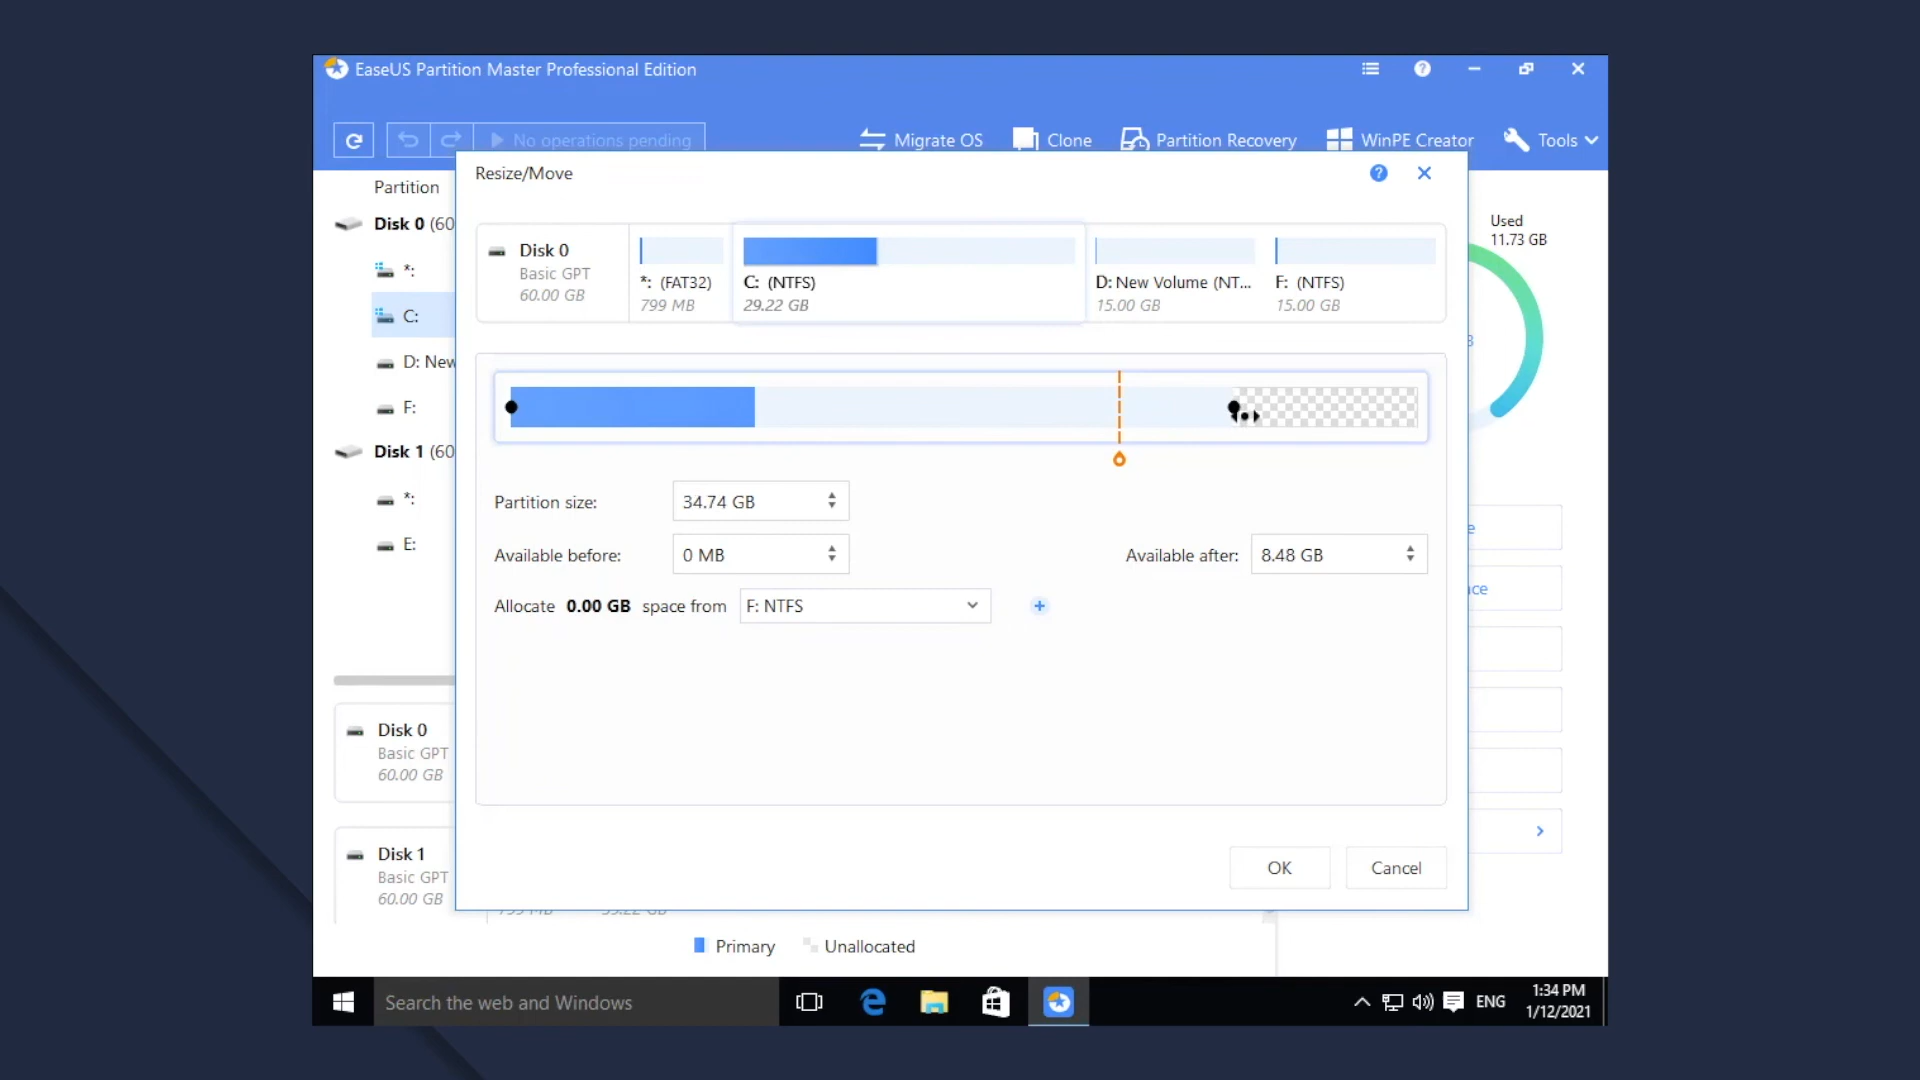 EaseUS Partition Master Professional Edition
No operations pending
Migrate OS
Clone
Partition Recovery
WinPE Creator
Tools
Partition
Disk 0 (60
*:
C:
D: New
F:
Disk 1 (60
*:
E:
Disk 0
Basic GPT
60.00 GB
Disk 1
Basic GPT
60.00 GB
Resize/Move
Disk 0
Basic GPT
60.00 GB
*: (FAT32)
799 MB
C: (NTFS)
29.22 GB
D: New Volume (NT...
15.00 GB
F: (NTFS)
15.00 GB
Partition size: 34.74 GB
Available before: 0 MB
Available after: 8.48 GB
Allocate 0.00 GB space from F: NTFS
OK
Cancel
Used
11.73 GB
Primary
Unallocated
Search the web and Windows
ENG
1:34 PM
1/12/2021